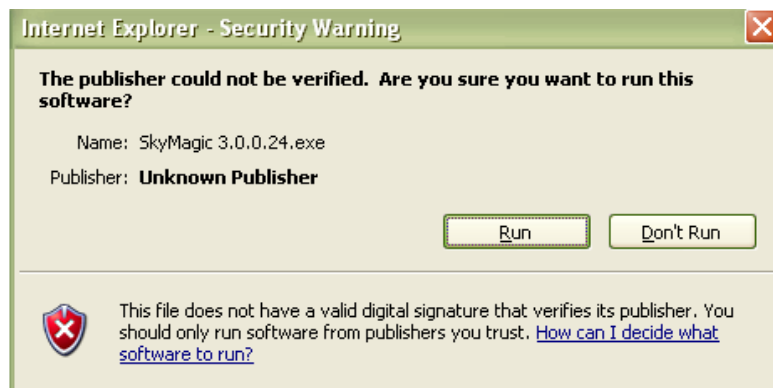 Internet Explorer - Security Warning
The publisher could not be verified.  Are you sure you want to run this
software?
Name: SkyMagic 3.0.0.24.exe
Publisher: Unknown Publisher
Run
Don't Run
This file does not have a valid digital signature that verifies its publisher. You
should only run software from publishers you trust. How can I decide what
software to run?